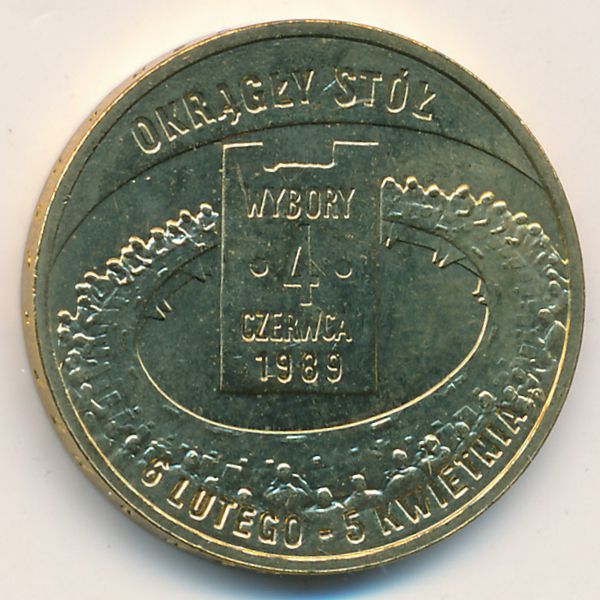 OKRĄGŁY STÓŁ
WYBORY
· 4 ·
CZERWCA
1989
6 LUTEGO - 5 KWIETNIA